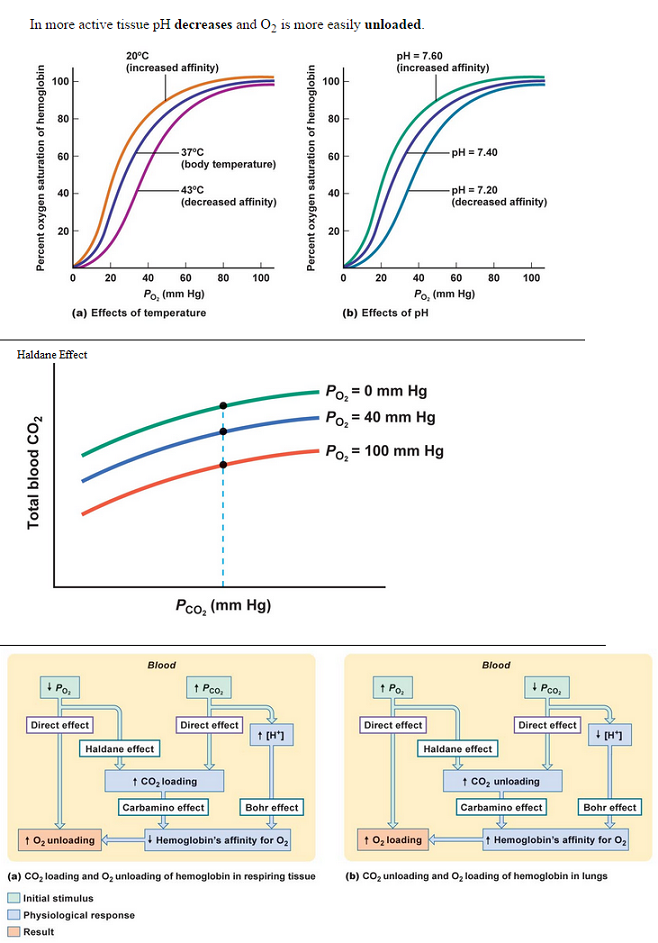 In more active tissue pH decreases and O₂ is more easily unloaded.
20ºC
(increased affinity)
Percent oxygen saturation of hemoglobin
100
80
60
40
20
37ºC
(body temperature)
43ºC
(decreased affinity)
0 20 40 60 80 100
PO₂ (mm Hg)
(a) Effects of temperature
pH = 7.60
(increased affinity)
Percent oxygen saturation of hemoglobin
100
80
60
40
20
pH = 7.40
pH = 7.20
(decreased affinity)
0 20 40 60 80 100
PO₂ (mm Hg)
(b) Effects of pH
Haldane Effect
Total blood CO₂
PO₂ = 0 mm Hg
PO₂ = 40 mm Hg
PO₂ = 100 mm Hg
PCO₂ (mm Hg)
Blood
↓ PO₂
↑ PCO₂
Direct effect
Direct effect
↑ [H⁺]
Haldane effect
↑ CO₂ loading
Carbamino effect
Bohr effect
↑ O₂ unloading
↓ Hemoglobin's affinity for O₂
(a) CO₂ loading and O₂ unloading of hemoglobin in respiring tissue
Blood
↑ PO₂
↓ PCO₂
Direct effect
Direct effect
↓ [H⁺]
Haldane effect
↑ CO₂ unloading
Carbamino effect
Bohr effect
↑ O₂ loading
↑ Hemoglobin's affinity for O₂
(b) CO₂ unloading and O₂ loading of hemoglobin in lungs
Initial stimulus
Physiological response
Result